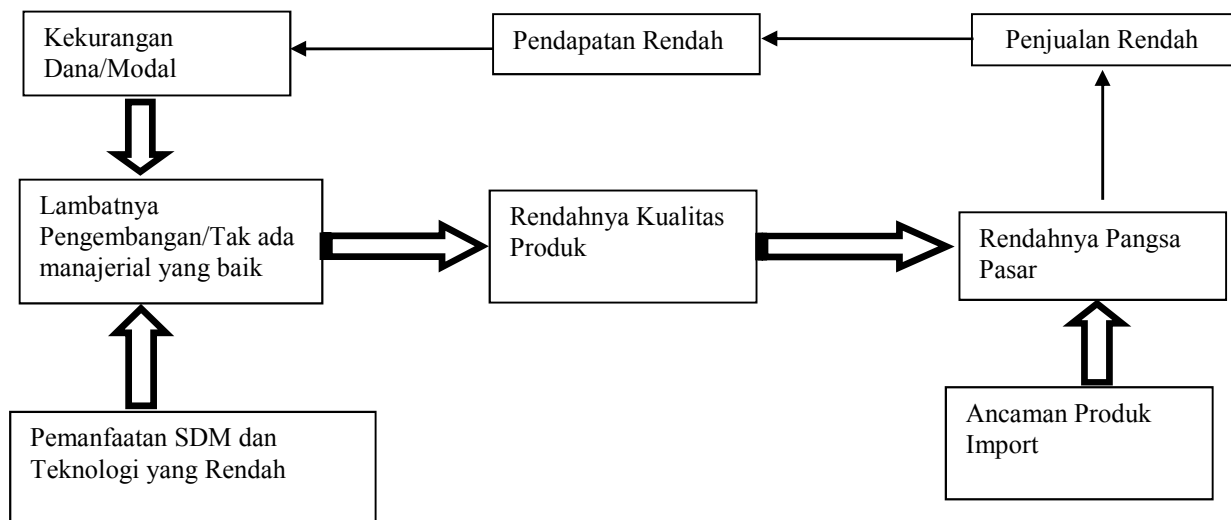 Kekurangan
Dana/Modal
Pendapatan Rendah
Penjualan Rendah
Lambatnya
Pengembangan/Tak ada
manajerial yang baik
Rendahnya Kualitas
Produk
Rendahnya Pangsa
Pasar
Pemanfaatan SDM dan
Teknologi yang Rendah
Ancaman Produk
Import